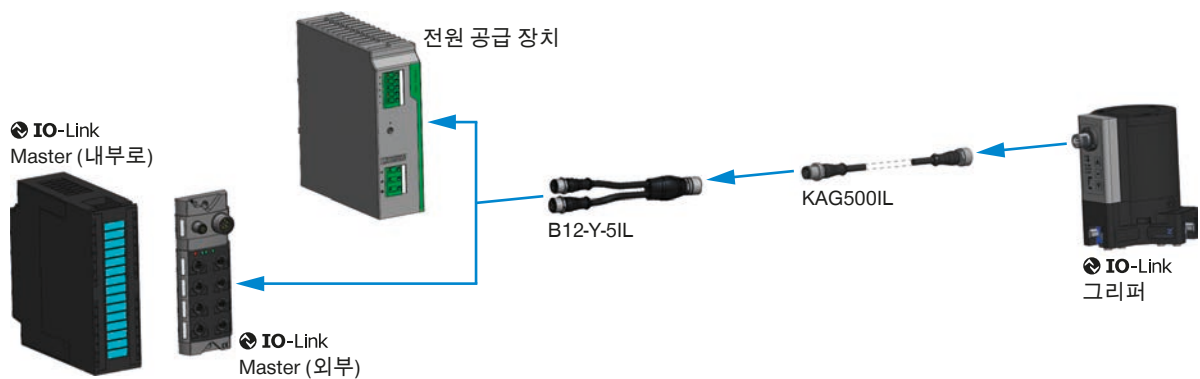 전원 공급 장치
IO-Link
Master (내부로)
B12-Y-5IL
KAG500IL
IO-Link
그리퍼
IO-Link
Master (외부)